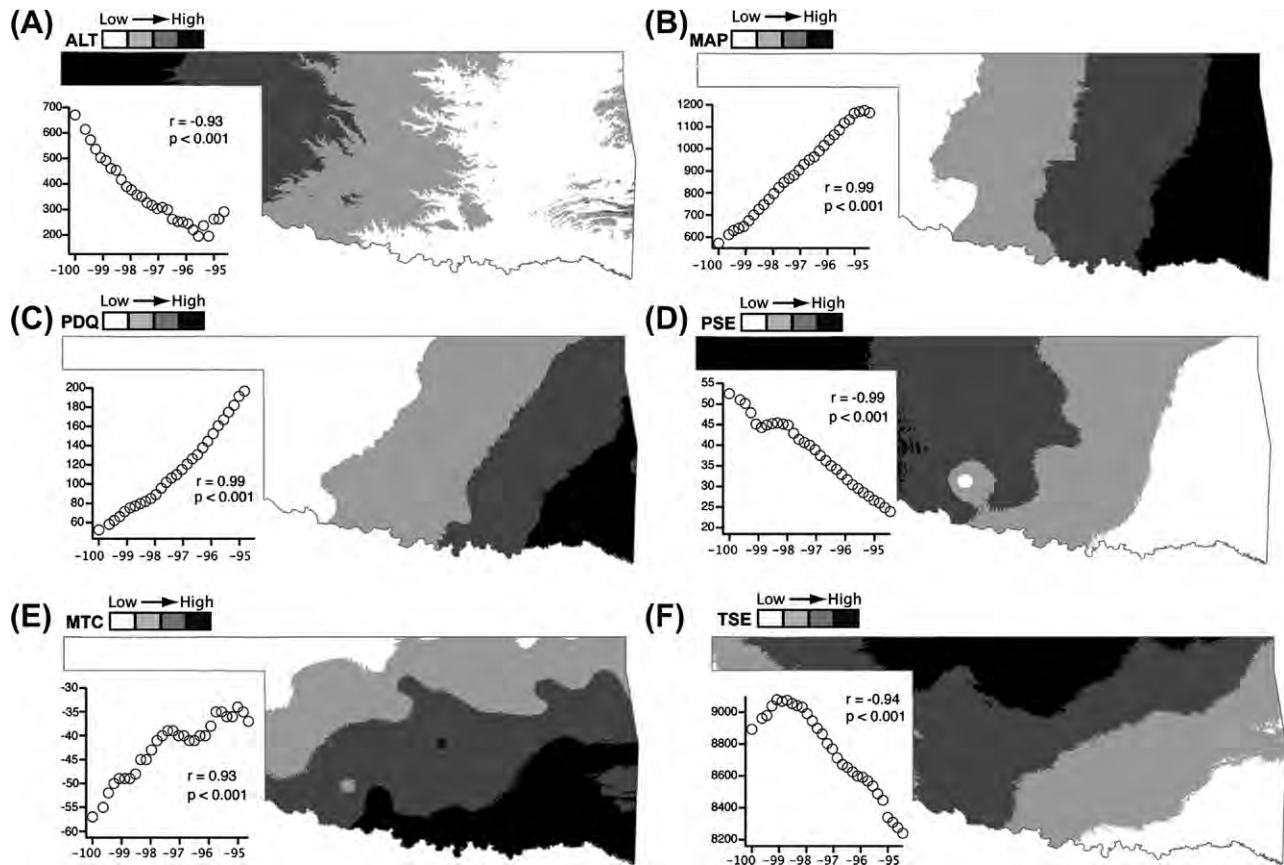 (A) Low → High
ALT
700
600
500
400
300
200
r = -0.93
p < 0.001
−100 −99 −98 −97 −96 −95
(B) Low → High
MAP
1200
1100
1000
900
800
700
600
r = 0.99
p < 0.001
−100 −99 −98 −97 −96 −95
(C) Low → High
PDQ
200
180
160
140
120
100
80
60
r = 0.99
p < 0.001
−100 −99 −98 −97 −96 −95
(D) Low → High
PSE
55
50
45
40
35
30
25
20
r = -0.99
p < 0.001
−100 −99 −98 −97 −96 −95
(E) Low → High
MTC
-30
-35
-40
-45
-50
-55
-60
r = 0.93
p < 0.001
−100 −99 −98 −97 −96 −95
(F) Low → High
TSE
9000
8800
8600
8400
8200
r = -0.94
p < 0.001
−100 −99 −98 −97 −96 −95